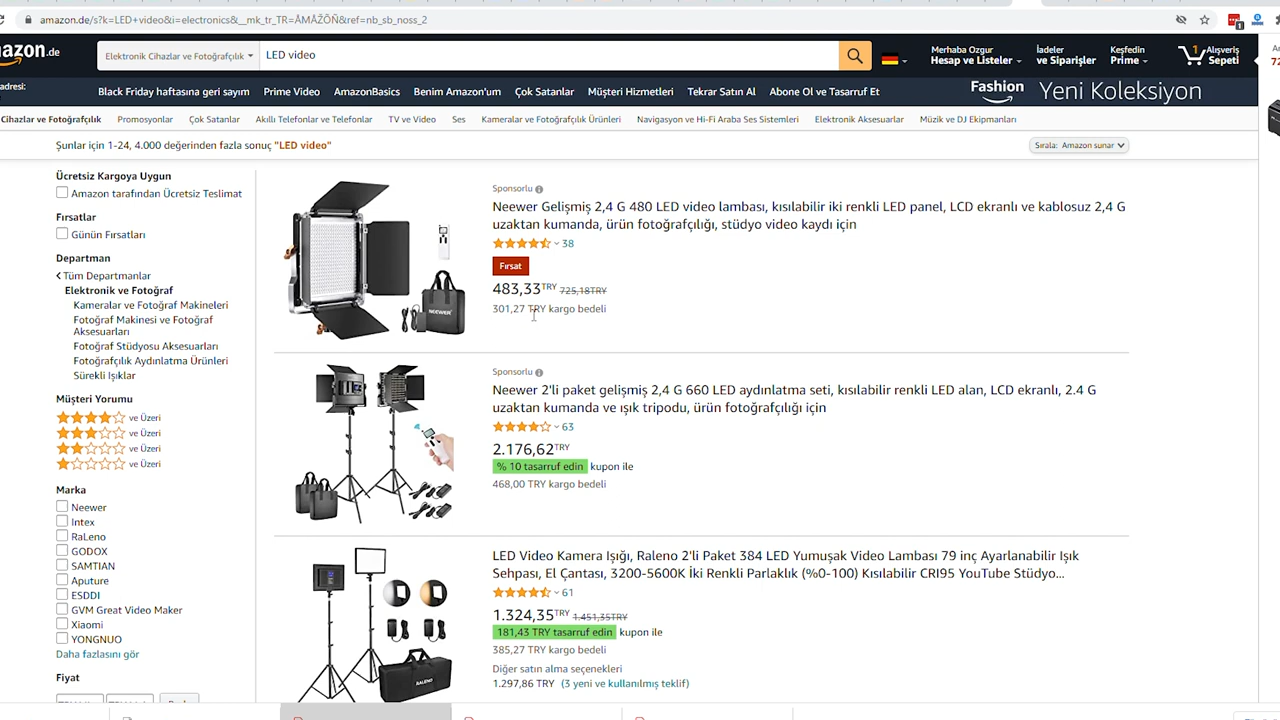 amazon.de/s?k=LED+video&i=electronics&__mk_tr_TR=ÅMÅŽÕÑ&ref=nb_sb_noss_2
azon.de
Elektronik Cihazlar ve Fotoğrafçılık
LED video
Merhaba Ozgur
Hesap ve Listeler
İadeler
ve Siparişler
Keşfedin
Prime
1
Alışveriş
Sepeti
adresi:
Black Friday haftasına geri sayım
Prime Video
AmazonBasics
Benim Amazon'um
Çok Satanlar
Müşteri Hizmetleri
Tekrar Satın Al
Abone Ol ve Tasarruf Et
Fashion
Yeni Koleksiyon
Cihazlar ve Fotoğrafçılık
Promosyonlar
Çok Satanlar
Akıllı Telefonlar ve Telefonlar
TV ve Video
Ses
Kameralar ve Fotoğrafçılık Ürünleri
Navigasyon ve Hi-Fi Araba Ses Sistemleri
Elektronik Aksesuarlar
Müzik ve DJ Ekipmanları
Şunlar için 1-24, 4.000 değerinden fazla sonuç "LED video"
Sırala: Amazon sunar
Ücretsiz Kargoya Uygun
Amazon tarafından Ücretsiz Teslimat
Fırsatlar
Günün Fırsatları
Departman
Tüm Departmanlar
Elektronik ve Fotoğraf
Kameralar ve Fotoğraf Makineleri
Fotoğraf Makinesi ve Fotoğraf
Aksesuarları
Fotoğraf Stüdyosu Aksesuarları
Fotoğrafçılık Aydınlatma Ürünleri
Sürekli Işıklar
Müşteri Yorumu
ve Üzeri
ve Üzeri
ve Üzeri
ve Üzeri
Marka
Neewer
Intex
RaLeno
GODOX
SAMTIAN
Aputure
ESDDI
GVM Great Video Maker
Xiaomi
YONGNUO
Daha fazlasını gör
Fiyat
Sponsorlu
Neewer Gelişmiş 2,4 G 480 LED video lambası, kısılabilir iki renkli LED panel, LCD ekranlı ve kablosuz 2,4 G
uzaktan kumanda, ürün fotoğrafçılığı, stüdyo video kaydı için
38
Fırsat
483,33TRY 725,18TRY
301,27 TRY kargo bedeli
NEEWER
Sponsorlu
Neewer 2'li paket gelişmiş 2,4 G 660 LED aydınlatma seti, kısılabilir renkli LED alan, LCD ekranlı, 2.4 G
uzaktan kumanda ve ışık tripodu, ürün fotoğrafçılığı için
63
2.176,62TRY
% 10 tasarruf edin kupon ile
468,00 TRY kargo bedeli
LED Video Kamera Işığı, Raleno 2'li Paket 384 LED Yumuşak Video Lambası 79 inç Ayarlanabilir Işık
Sehpası, El Çantası, 3200-5600K İki Renkli Parlaklık (%0-100) Kısılabilir CRI95 YouTube Stüdyo...
61
1.324,35TRY 1.451,35TRY
181,43 TRY tasarruf edin kupon ile
385,27 TRY kargo bedeli
Diğer satın alma seçenekleri
1.297,86 TRY (3 yeni ve kullanılmış teklif)
RALENO